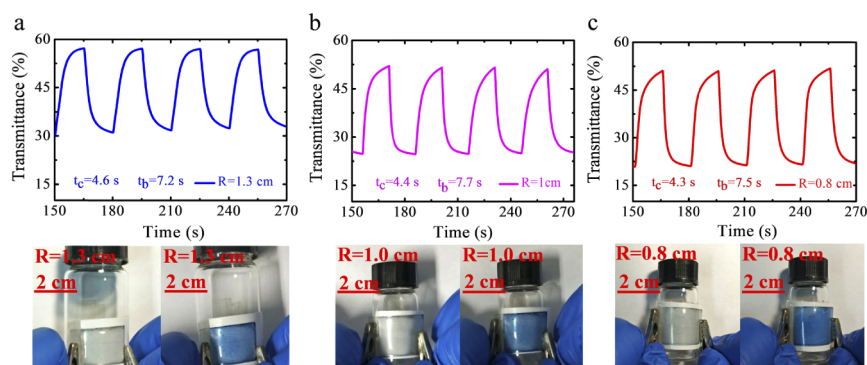 a
Transmittance (%)
60
45
30
15
t_c=4.6 s t_b=7.2 s R=1.3 cm
150 180 210 240 270
Time (s)
R=1.3 cm
2 cm
R=1.3 cm
2 cm
b
Transmittance (%)
60
45
30
15
t_c=4.4 s t_b=7.7 s R=1cm
150 180 210 240 270
Time (s)
R=1.0 cm
2 cm
R=1.0 cm
2 cm
c
Transmittance (%)
60
45
30
15
t_c=4.3 s t_b=7.5 s R=0.8 cm
150 180 210 240 270
Time (s)
R=0.8 cm
2 cm
R=0.8 cm
2 cm